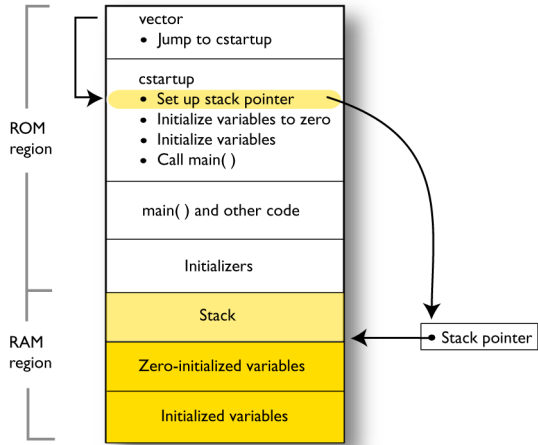 vector
• Jump to cstartup
cstartup
• Set up stack pointer
• Initialize variables to zero
• Initialize variables
• Call main( )
ROM
region
main( ) and other code
Initializers
Stack
RAM
region
Stack pointer
Zero-initialized variables
Initialized variables